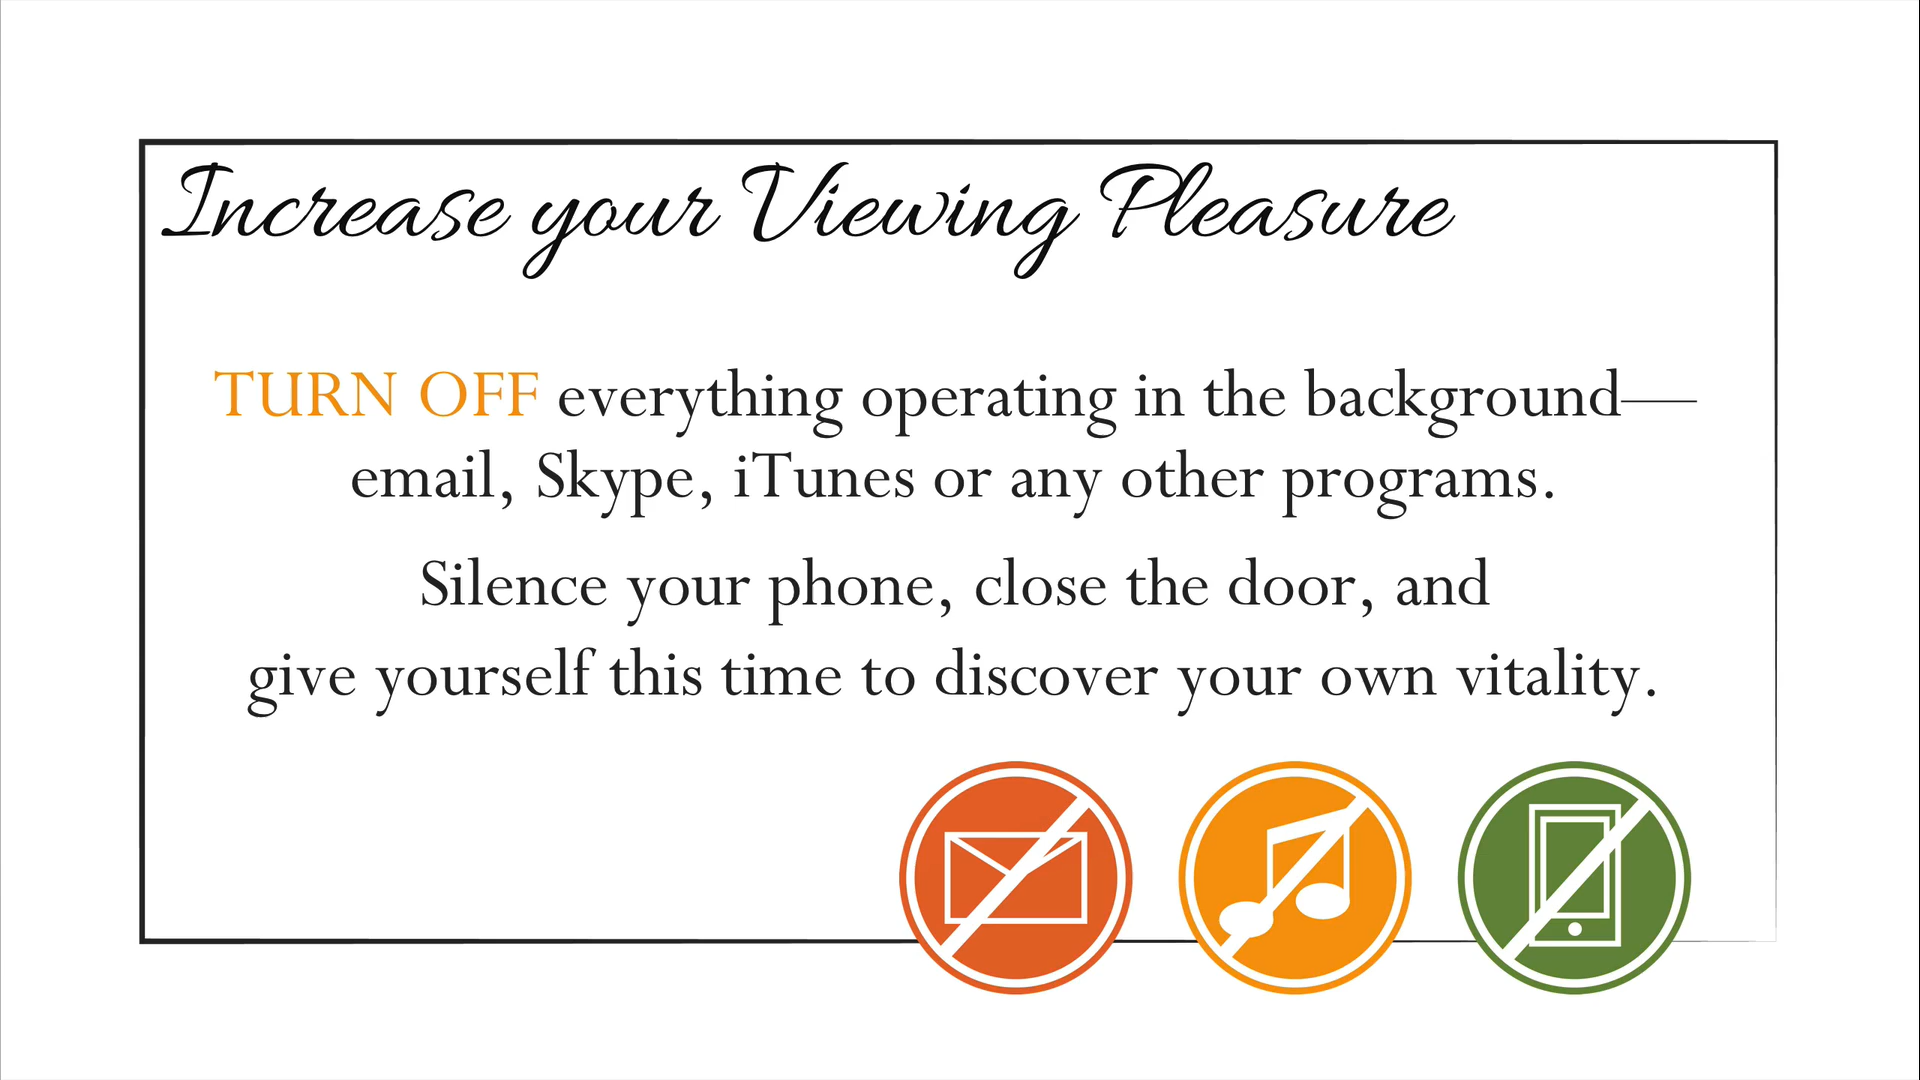 Increase your Viewing Pleasure
TURN OFF everything operating in the background—
email, Skype, iTunes or any other programs.
Silence your phone, close the door, and
give yourself this time to discover your own vitality.